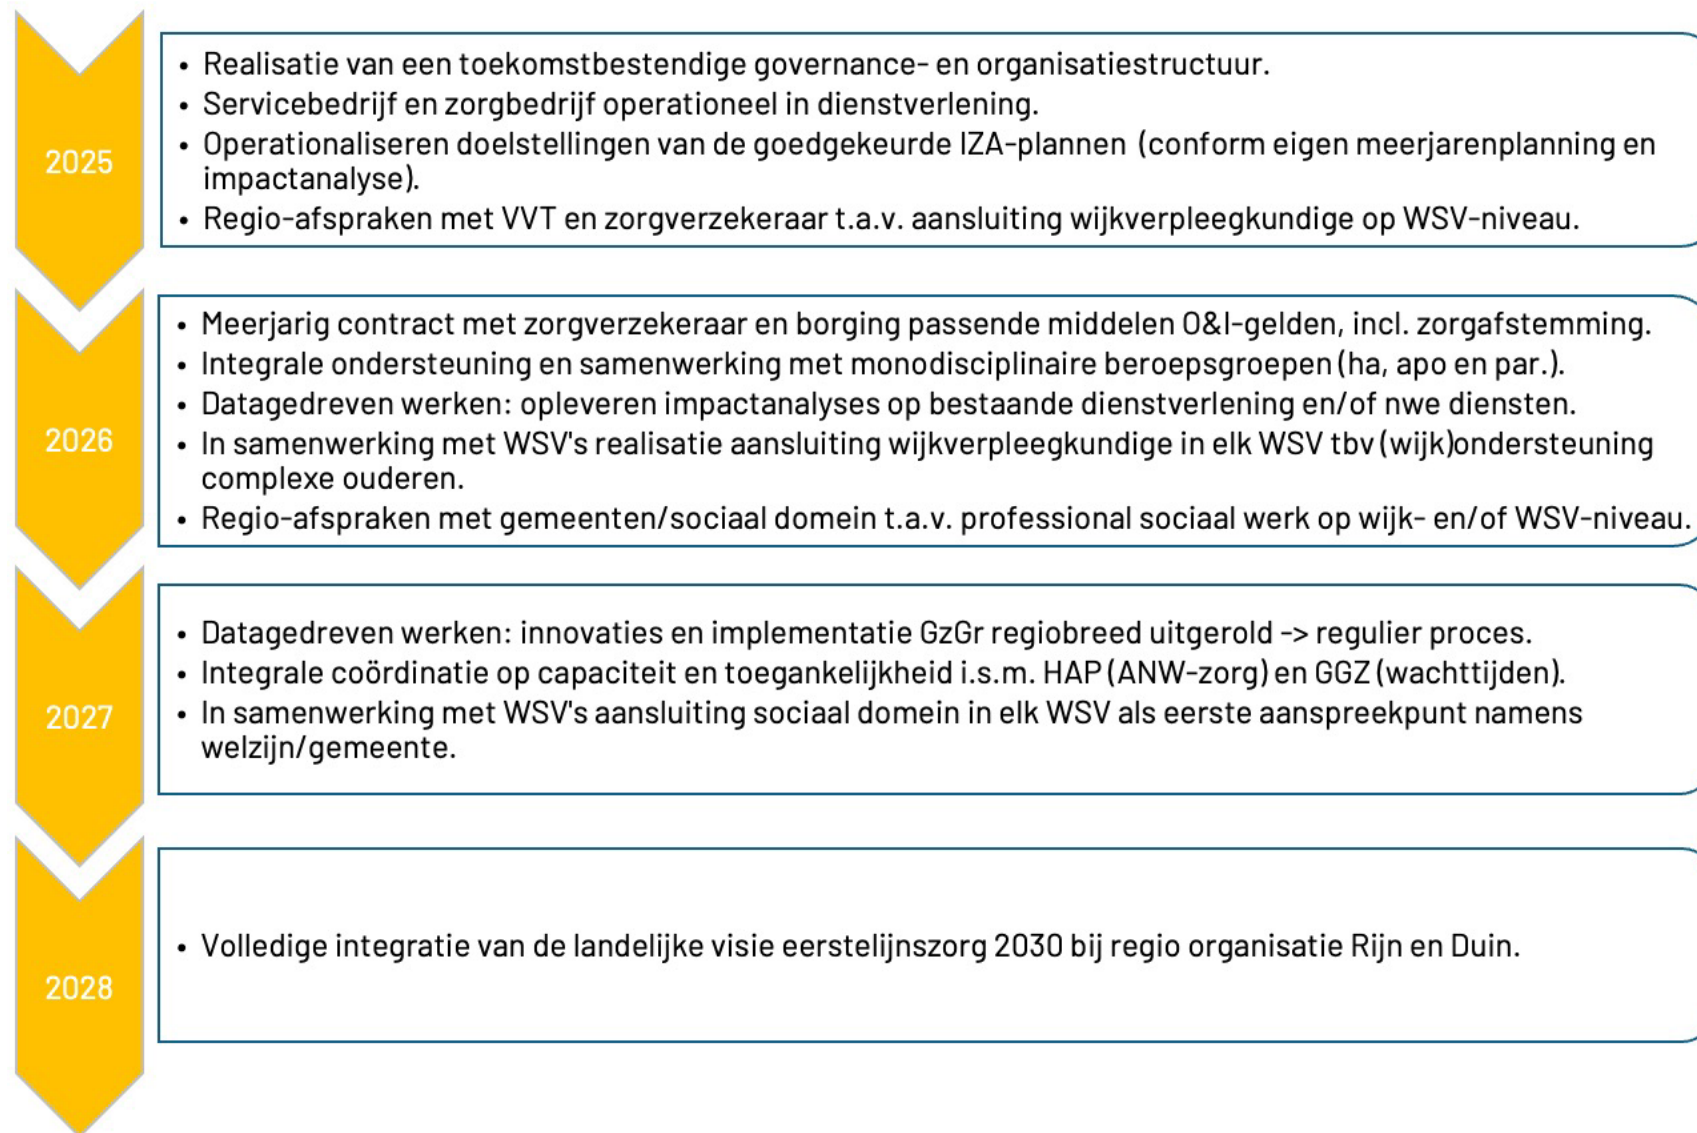 2025
• Realisatie van een toekomstbestendige governance- en organisatiestructuur.
• Servicebedrijf en zorgbedrijf operationeel in dienstverlening.
• Operationaliseren doelstellingen van de goedgekeurde IZA-plannen (conform eigen meerjarenplanning en
impactanalyse).
• Regio-afspraken met VVT en zorgverzekeraar t.a.v. aansluiting wijkverpleegkundige op WSV-niveau.
2026
• Meerjarig contract met zorgverzekeraar en borging passende middelen O&I-gelden, incl. zorgafstemming.
• Integrale ondersteuning en samenwerking met monodisciplinaire beroepsgroepen (ha, apo en par.).
• Datagedreven werken: opleveren impactanalyses op bestaande dienstverlening en/of nwe diensten.
• In samenwerking met WSV's realisatie aansluiting wijkverpleegkundige in elk WSV tbv (wijk)ondersteuning
complexe ouderen.
• Regio-afspraken met gemeenten/sociaal domein t.a.v. professional sociaal werk op wijk- en/of WSV-niveau.
2027
• Datagedreven werken: innovaties en implementatie GzGr regiobreed uitgerold -> regulier proces.
• Integrale coördinatie op capaciteit en toegankelijkheid i.s.m. HAP (ANW-zorg) en GGZ (wachttijden).
• In samenwerking met WSV's aansluiting sociaal domein in elk WSV als eerste aanspreekpunt namens
welzijn/gemeente.
2028
• Volledige integratie van de landelijke visie eerstelijnszorg 2030 bij regio organisatie Rijn en Duin.